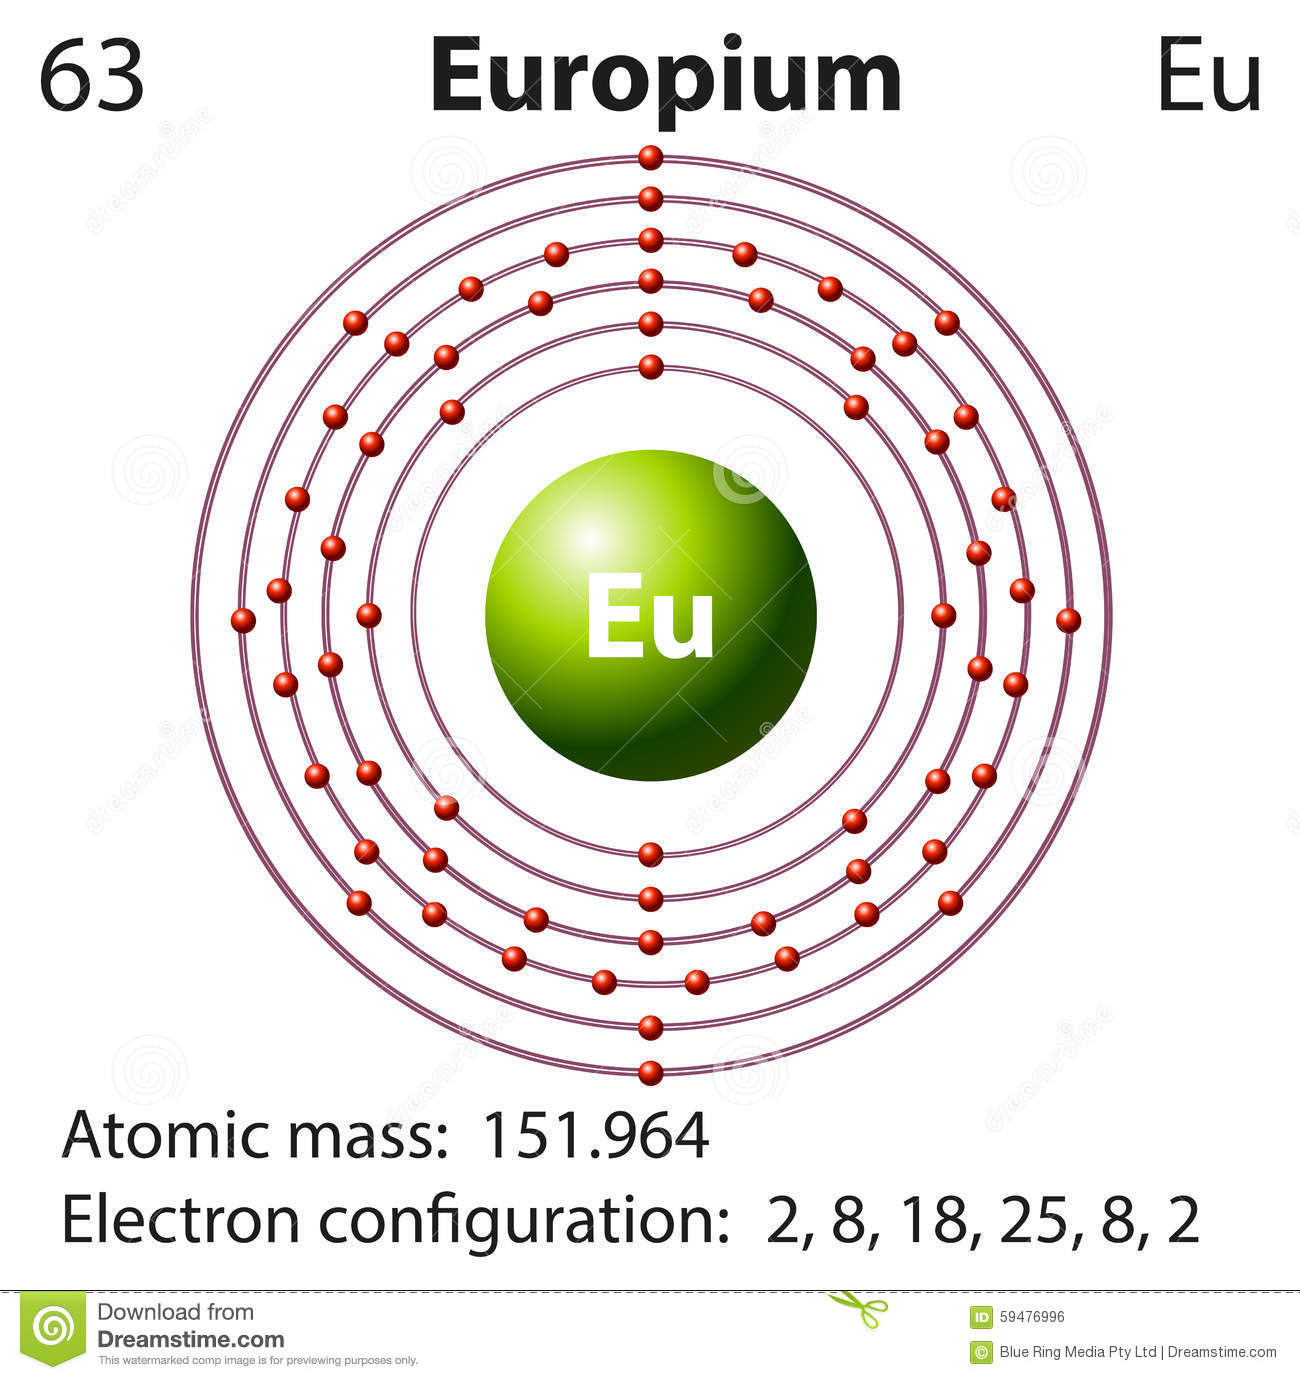 63 Europium Eu
Eu
Atomic mass: 151.964
Electron configuration: 2, 8, 18, 25, 8, 2
Download from
Dreamstime.com
This watermarked comp image is for previewing purposes only.
ID 59476996
© Blue Ring Media Pty Ltd | Dreamstime.com